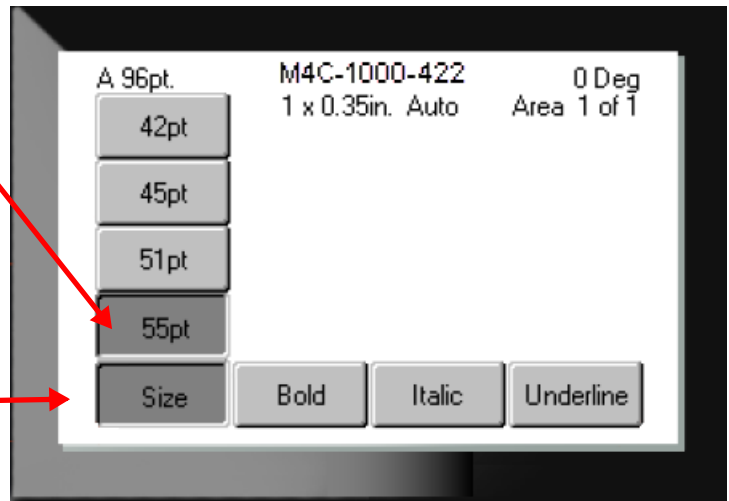 A 96pt. M4C-1000-422 0 Deg
1 x 0.35in. Auto Area 1 of 1
42pt
45pt
51pt
55pt
Size Bold Italic Underline